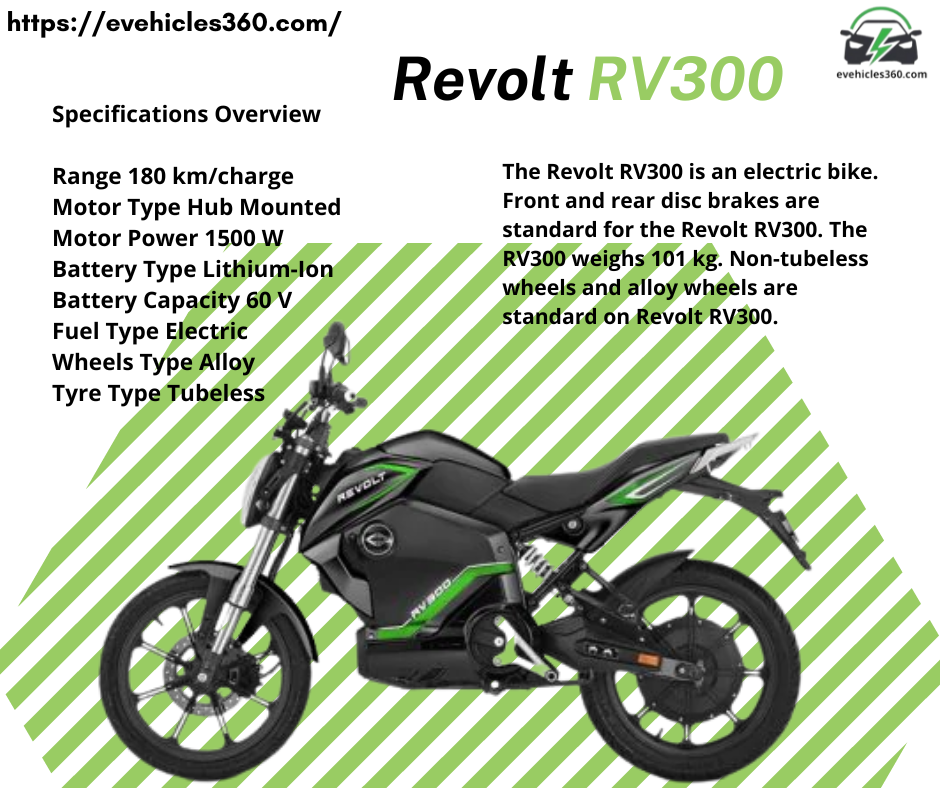 https://evehicles360.com/
evehicles360.com
Revolt RV300
Specifications Overview
Range 180 km/charge
Motor Type Hub Mounted
Motor Power 1500 W
Battery Type Lithium-Ion
Battery Capacity 60 V
Fuel Type Electric
Wheels Type Alloy
Tyre Type Tubeless
The Revolt RV300 is an electric bike.
Front and rear disc brakes are
standard for the Revolt RV300. The
RV300 weighs 101 kg. Non-tubeless
wheels and alloy wheels are
standard on Revolt RV300.
REVOLT
RV300